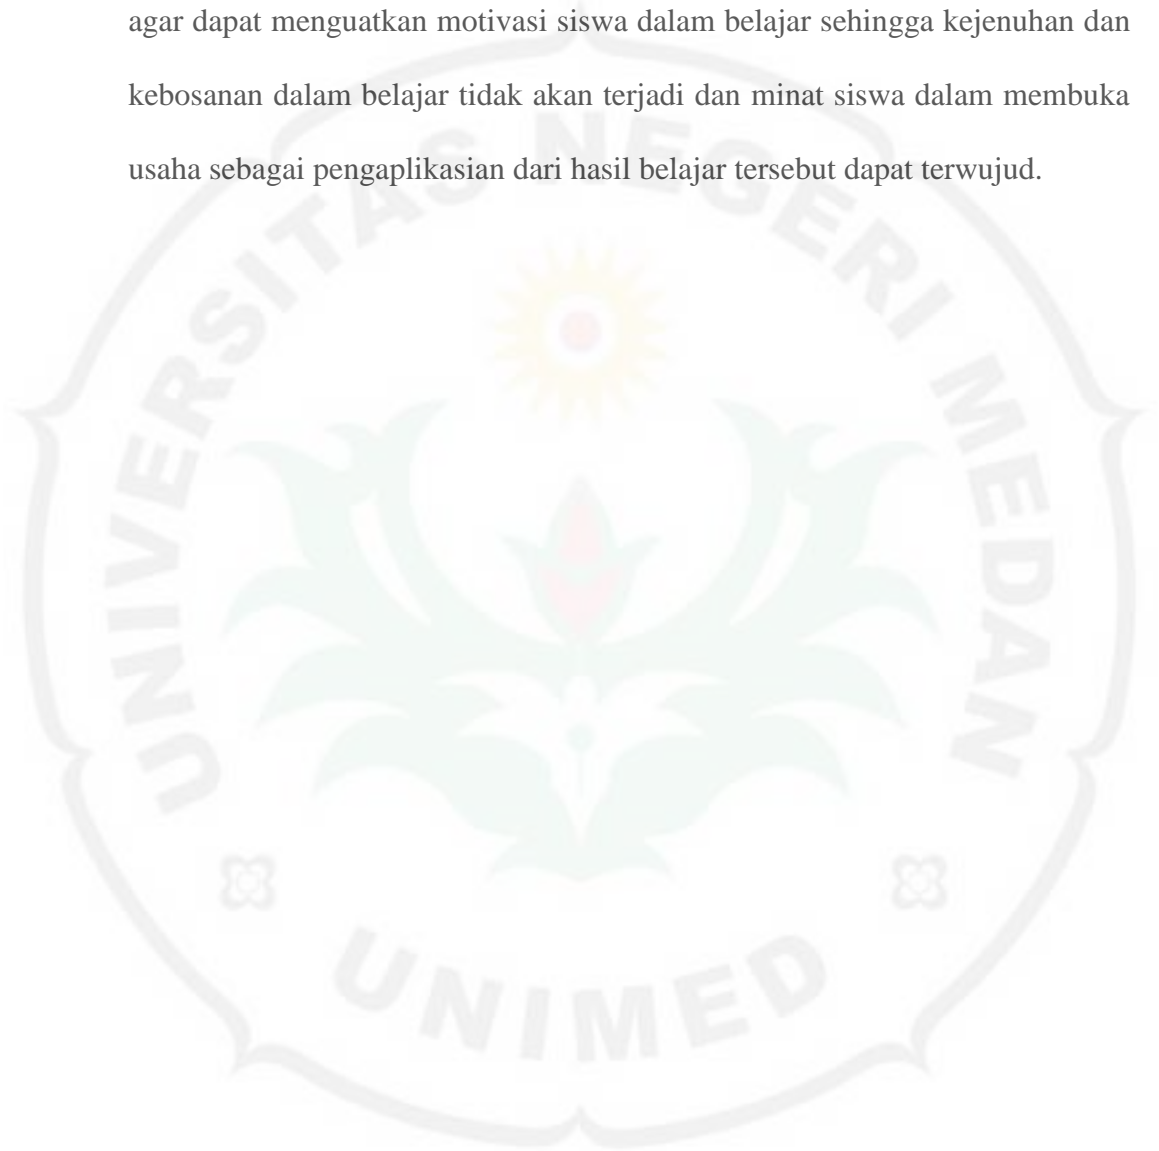 agar dapat menguatkan motivasi siswa dalam belajar sehingga kejenuhan dan
kebosanan dalam belajar tidak akan terjadi dan minat siswa dalam membuka
usaha sebagai pengaplikasian dari hasil belajar tersebut dapat terwujud.
UNIVERSITAS NEGERI MEDAN
UNIMED